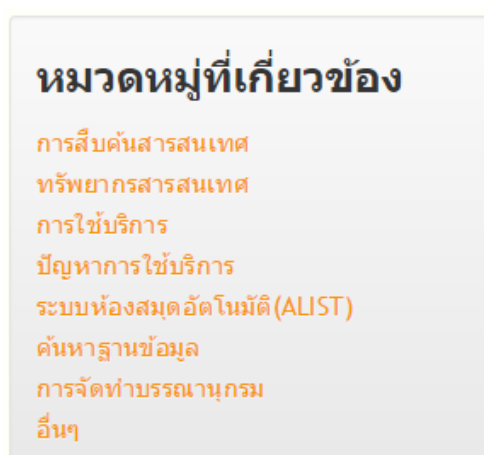 หมวดหมู่ที่เกี่ยวข้อง
การสืบค้นสารสนเทศ
ทรัพยากรสารสนเทศ
การใช้บริการ
ปัญหาการใช้บริการ
ระบบห้องสมุดอัตโนมัติ(ALIST)
ค้นหาฐานข้อมูล
การจัดทำบรรณานุกรม
อื่นๆ